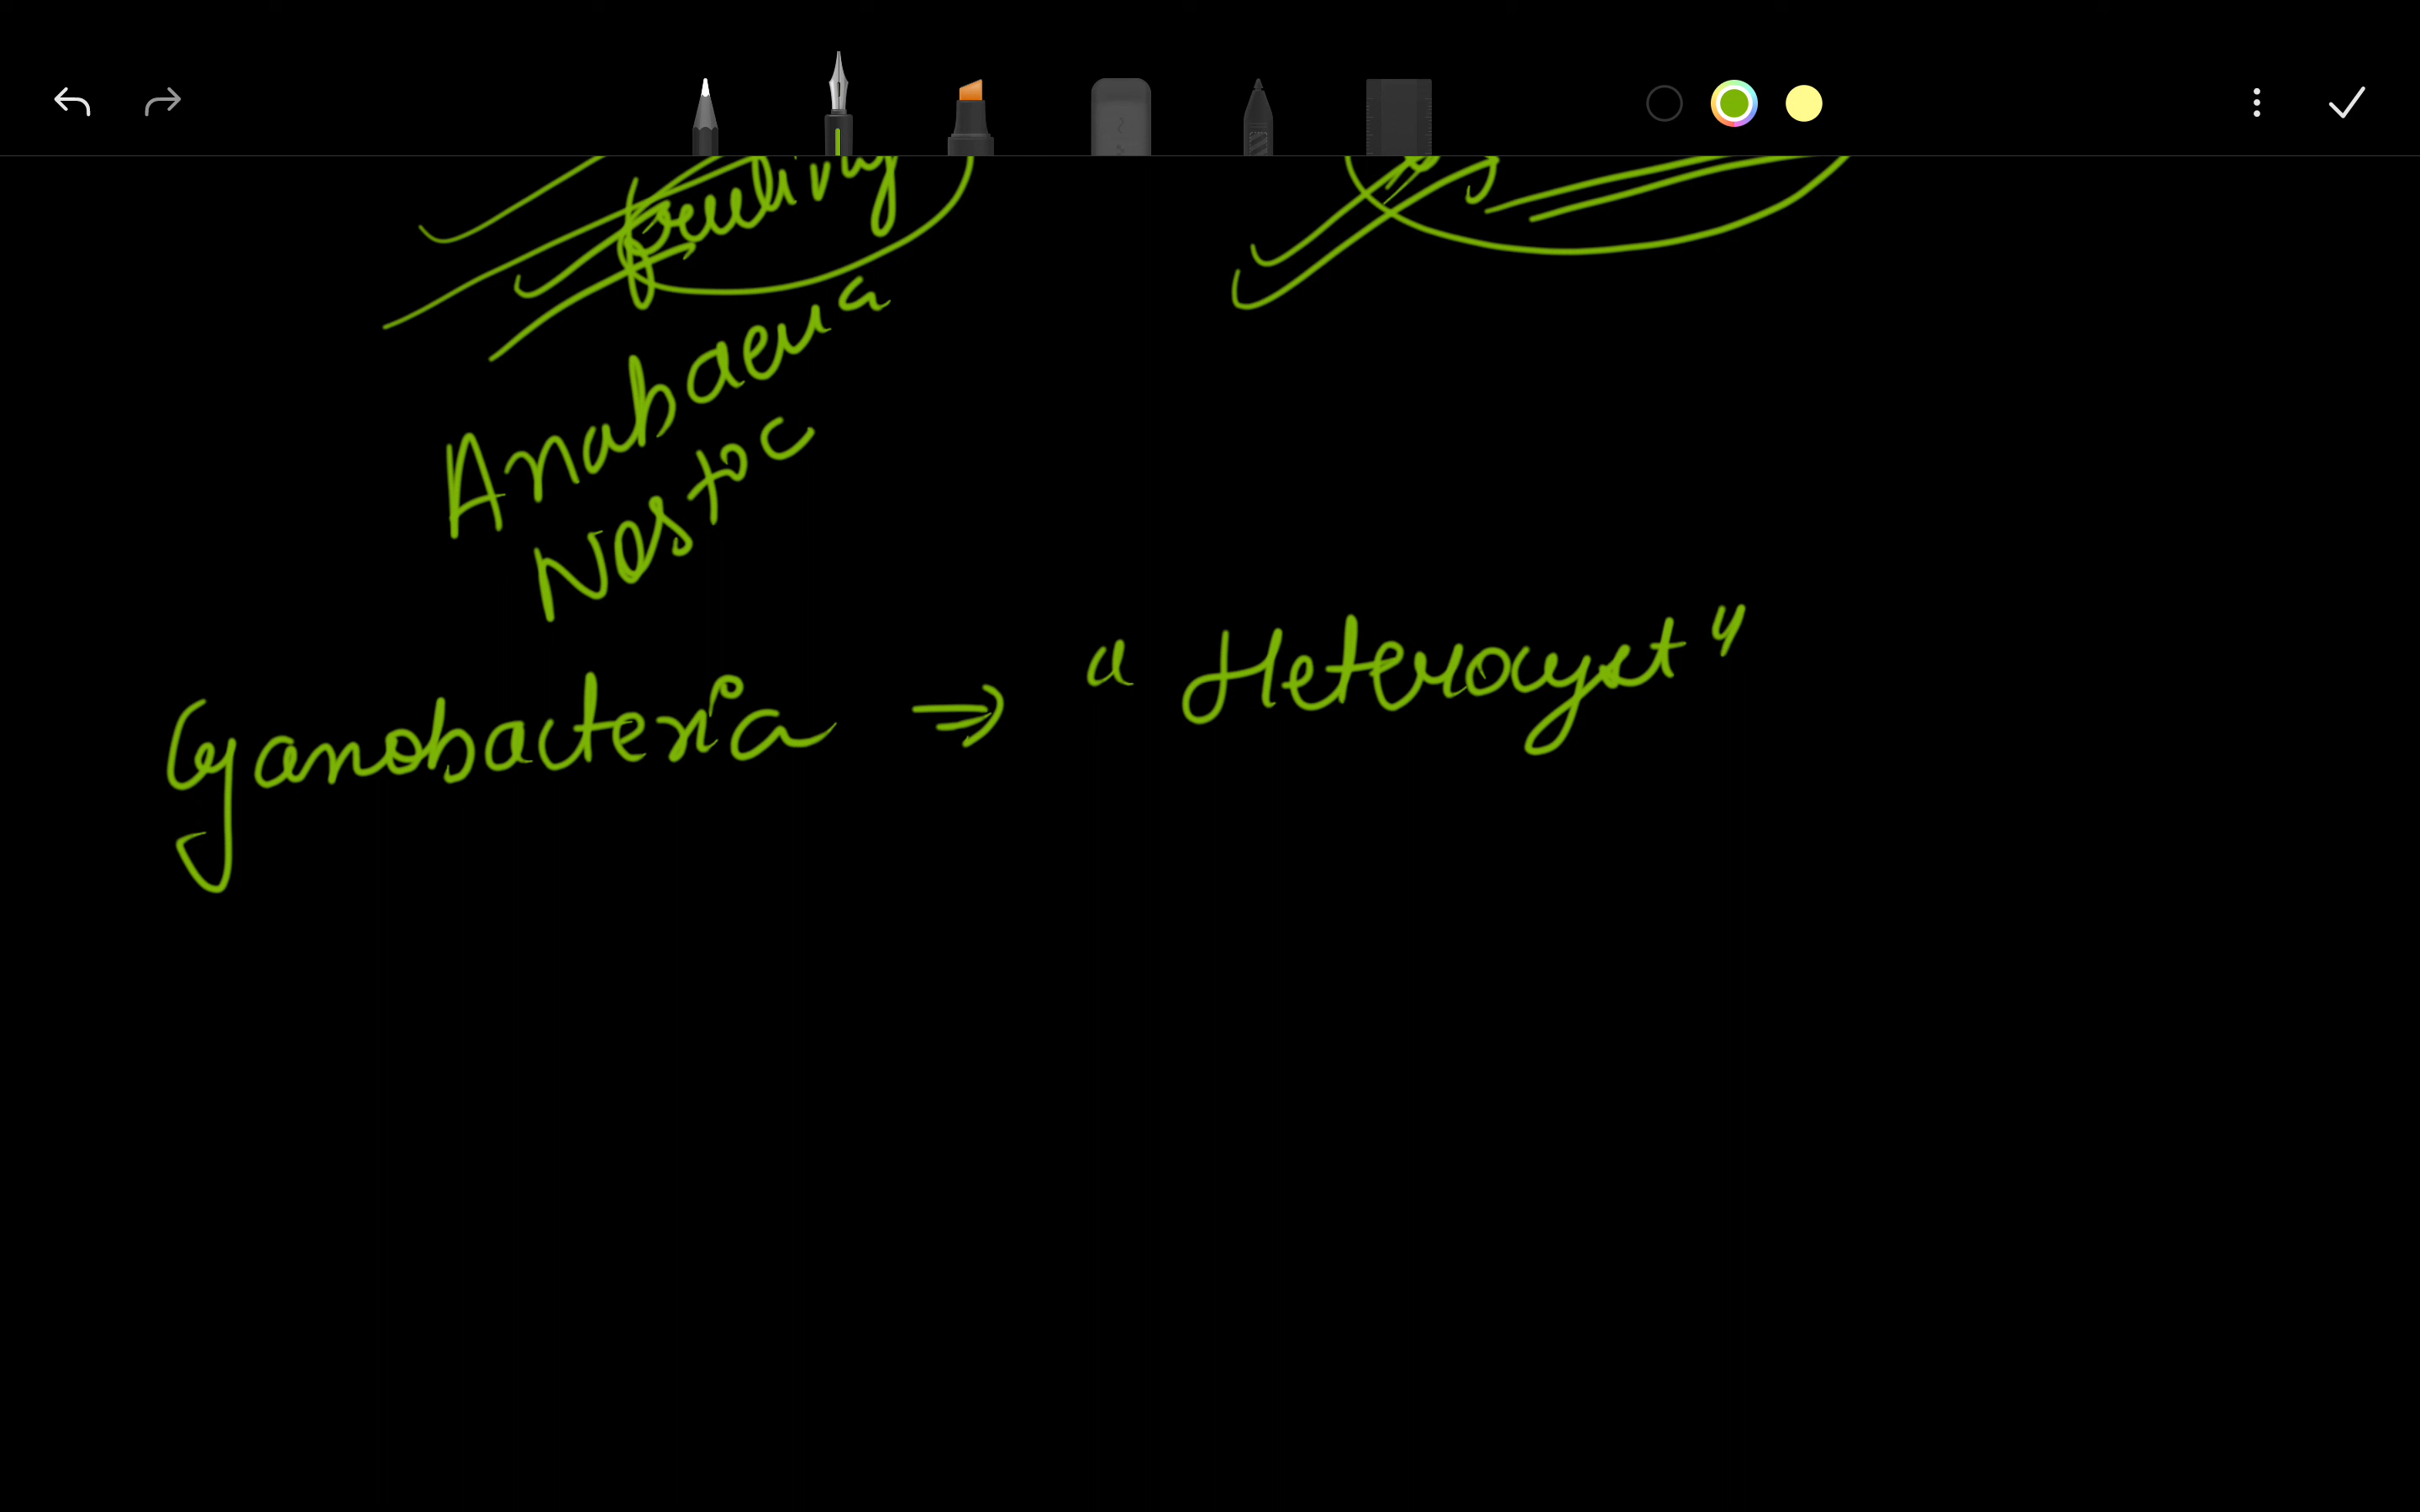 Anabaena
Nostoc
Cyanobacteria ⇒ "Heterocyst"